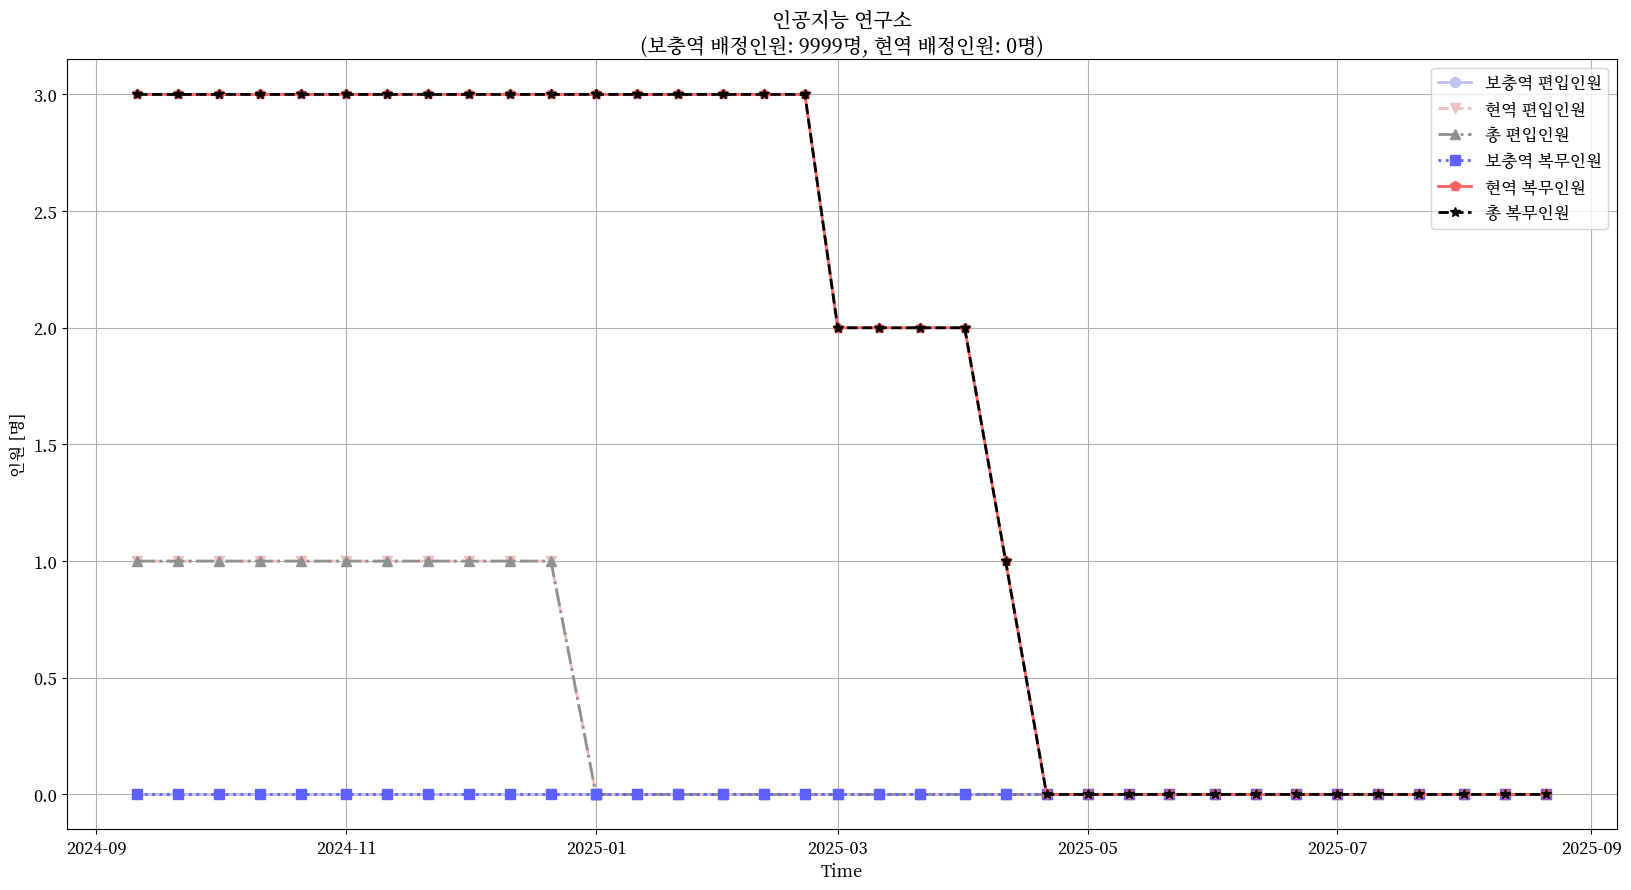 인공지능 연구소
(보충역 배정인원: 9999명, 현역 배정인원: 0명)
보충역 편입인원
현역 편입인원
총 편입인원
보충역 복무인원
현역 복무인원
총 복무인원
인원 [명]
3.0
2.5
2.0
1.5
1.0
0.5
0.0
2024-09
2024-11
2025-01
2025-03
2025-05
2025-07
2025-09
Time